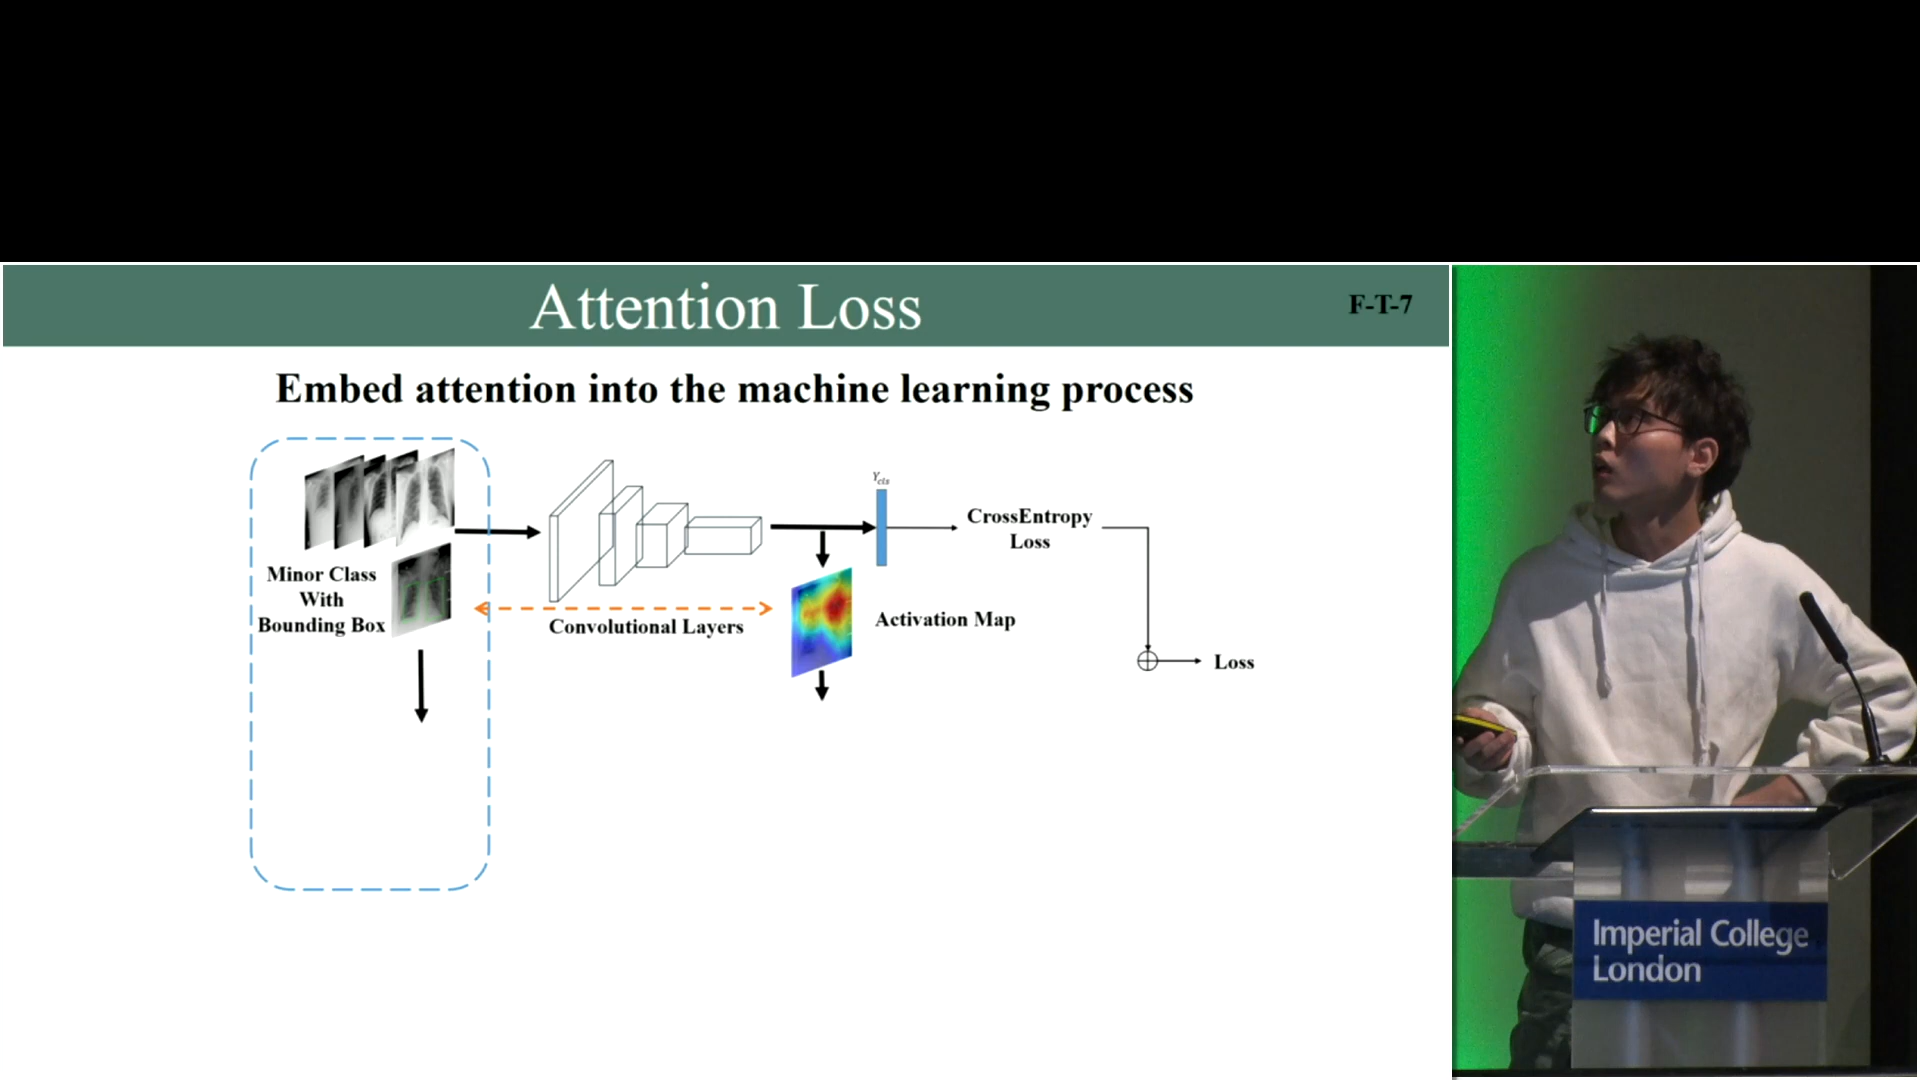 Attention Loss
F-T-7
Embed attention into the machine learning process
Y_cls
CrossEntropy
Loss
Minor Class
With
Bounding Box
Convolutional Layers
Activation Map
Loss
Imperial College
London